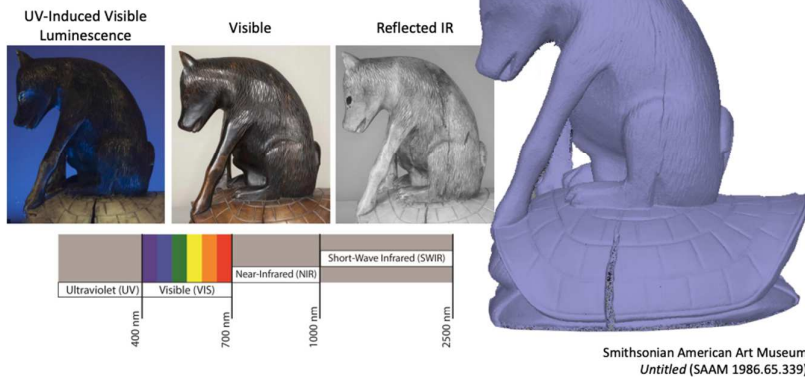 UV-Induced Visible
Luminescence
Visible
Reflected IR
Short-Wave Infrared (SWIR)
Near-Infrared (NIR)
Ultraviolet (UV)
Visible (VIS)
400 nm
700 nm
1000 nm
2500 nm
Smithsonian American Art Museum
Untitled (SAAM 1986.65.339)